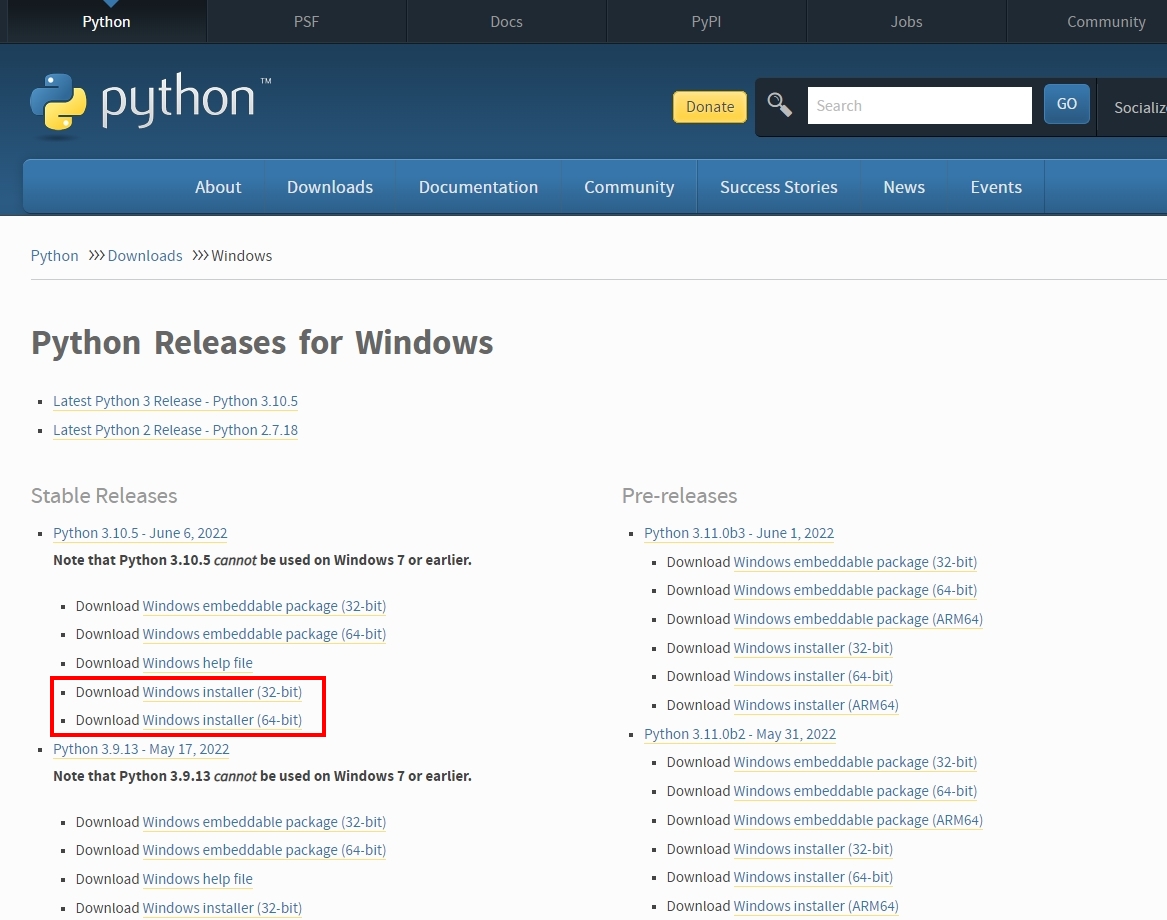 Python
PSF
Docs
PyPI
Jobs
Community
python™
Donate
Search
GO
Socialize
About
Downloads
Documentation
Community
Success Stories
News
Events
Python >>> Downloads >>> Windows
Python Releases for Windows
Latest Python 3 Release - Python 3.10.5
Latest Python 2 Release - Python 2.7.18
Stable Releases
Python 3.10.5 - June 6, 2022
Note that Python 3.10.5 cannot be used on Windows 7 or earlier.
Download Windows embeddable package (32-bit)
Download Windows embeddable package (64-bit)
Download Windows help file
Download Windows installer (32-bit)
Download Windows installer (64-bit)
Python 3.9.13 - May 17, 2022
Note that Python 3.9.13 cannot be used on Windows 7 or earlier.
Download Windows embeddable package (32-bit)
Download Windows embeddable package (64-bit)
Download Windows help file
Download Windows installer (32-bit)
Pre-releases
Python 3.11.0b3 - June 1, 2022
Download Windows embeddable package (32-bit)
Download Windows embeddable package (64-bit)
Download Windows embeddable package (ARM64)
Download Windows installer (32-bit)
Download Windows installer (64-bit)
Download Windows installer (ARM64)
Python 3.11.0b2 - May 31, 2022
Download Windows embeddable package (32-bit)
Download Windows embeddable package (64-bit)
Download Windows embeddable package (ARM64)
Download Windows installer (32-bit)
Download Windows installer (64-bit)
Download Windows installer (ARM64)